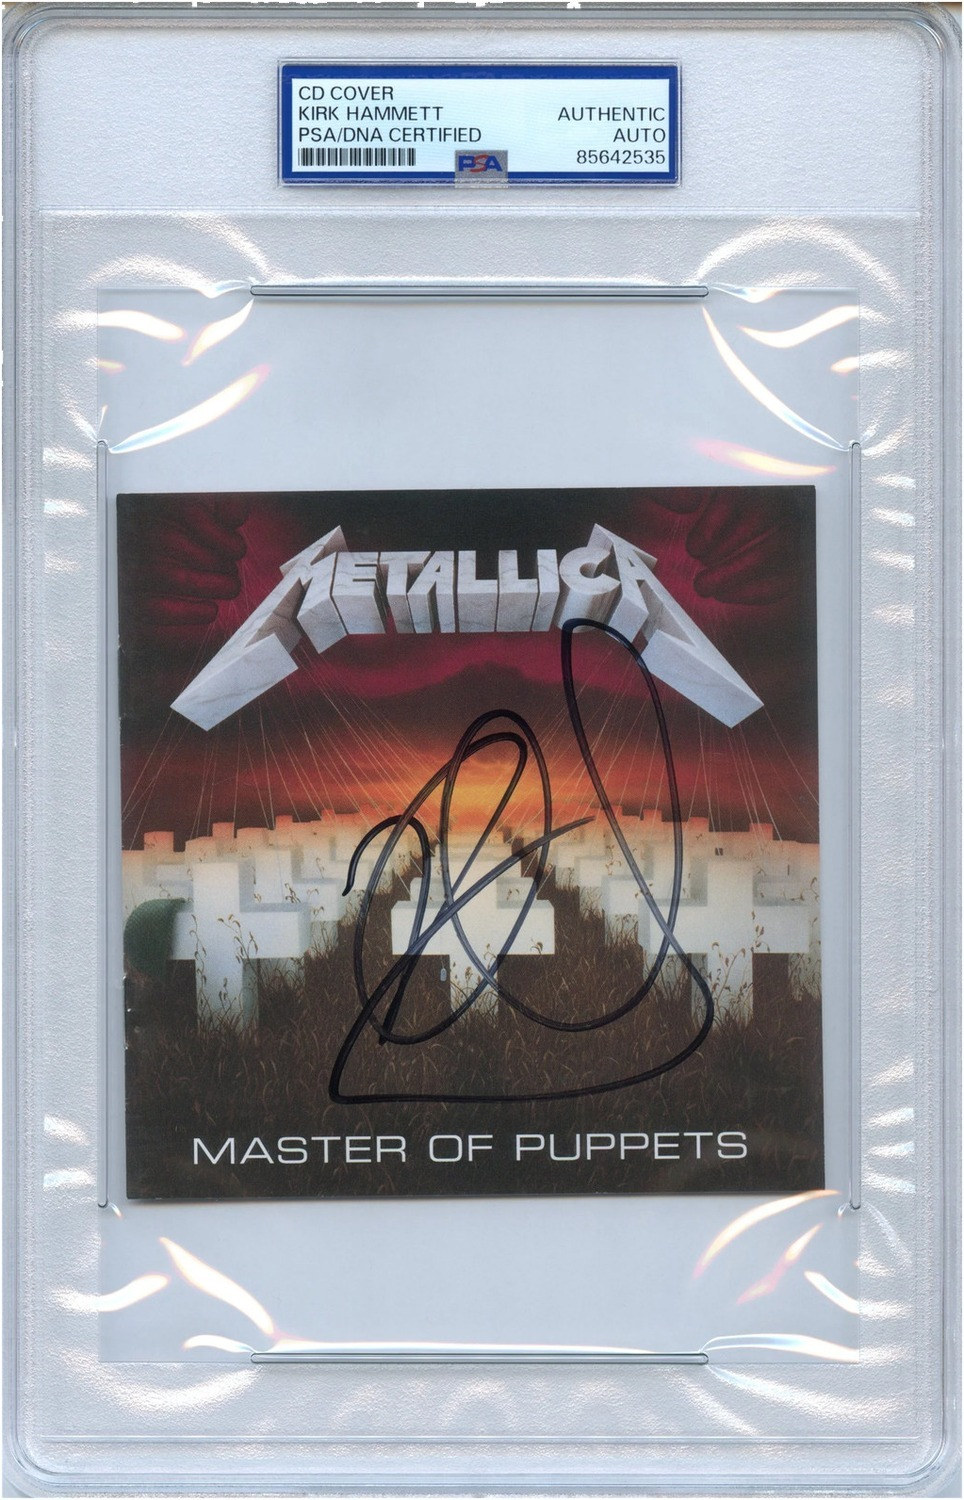 CD COVER
KIRK HAMMETT
PSA/DNA CERTIFIED
AUTHENTIC
AUTO
85642535
PSA
METALLICA
MASTER OF PUPPETS